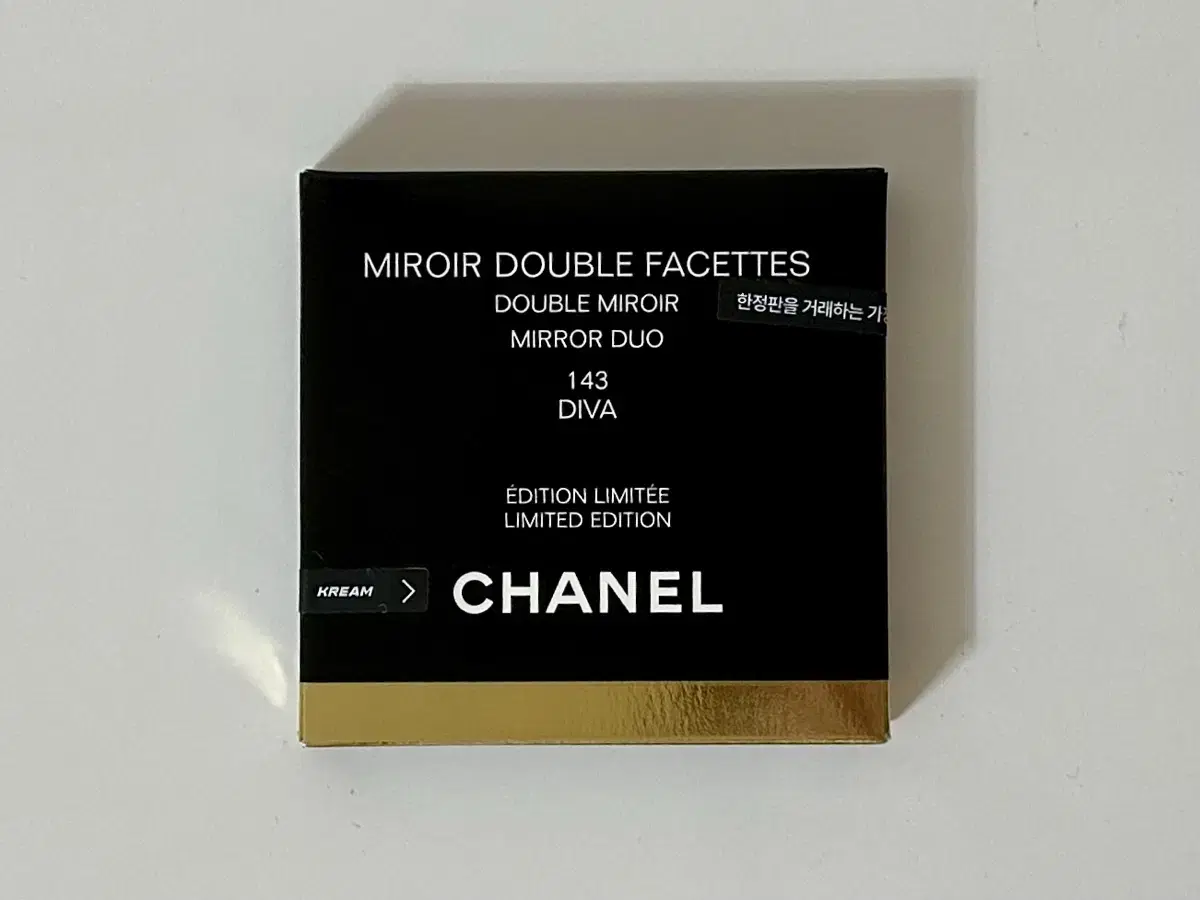 MIROIR DOUBLE FACETTES
DOUBLE MIROIR
한정판을 거래하는
MIRROR DUO
143
DIVA
ÉDITION LIMITÉE
LIMITED EDITION
KREAM >
CHANEL